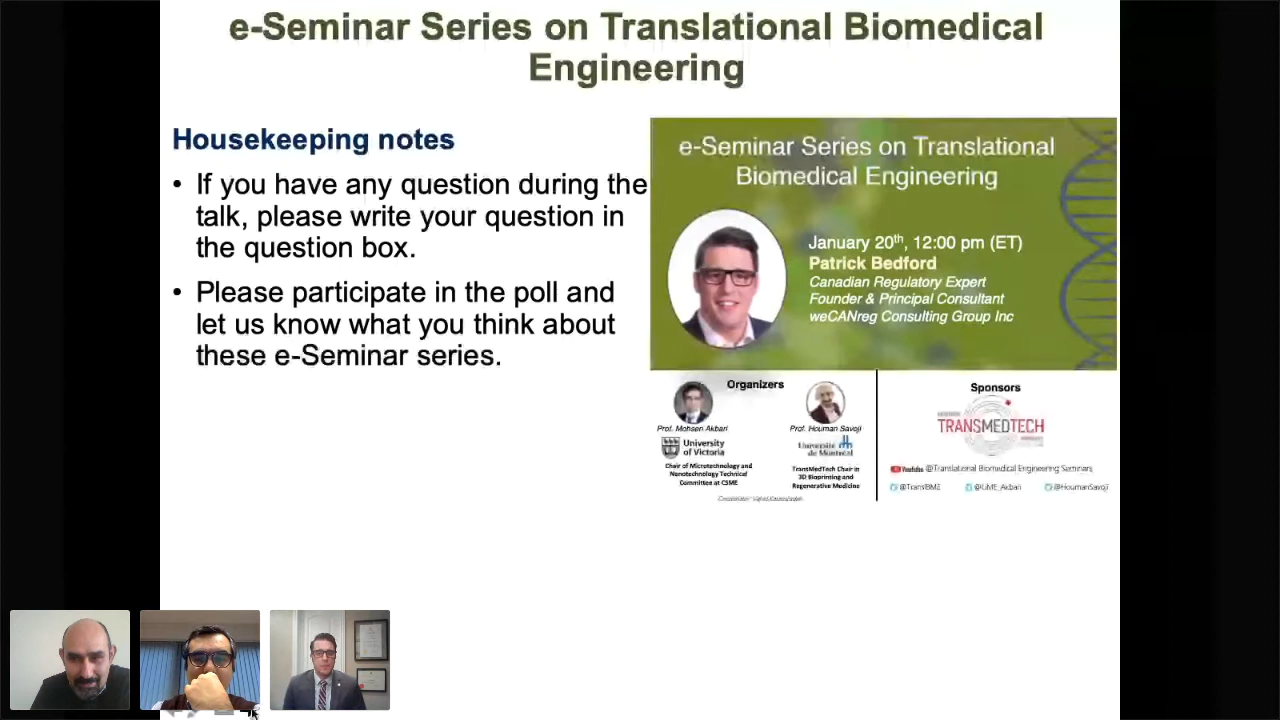 e-Seminar Series on Translational Biomedical
Engineering
Housekeeping notes
• If you have any question during the
talk, please write your question in
the question box.
• Please participate in the poll and
let us know what you think about
these e-Seminar series.
e-Seminar Series on Translational
Biomedical Engineering
January 20th, 12:00 pm (ET)
Patrick Bedford
Canadian Regulatory Expert
Founder & Principal Consultant
weCANreg Consulting Group Inc
Organizers
Prof. Mohsen Akbari
University
of Victoria
Chair of Microtechnology and
Nanotechnology Technical
Committee at CSME
Prof. Houman Savoji
Université
de Montréal
TransMedTech Chair in
3D Bioprinting and
Regenerative Medicine
Sponsors
TRANSMEDTECH
YouTube @Translational Biomedical Engineering Seminars
@TransBME
@LiME_Akbari
@HoumanSavoji